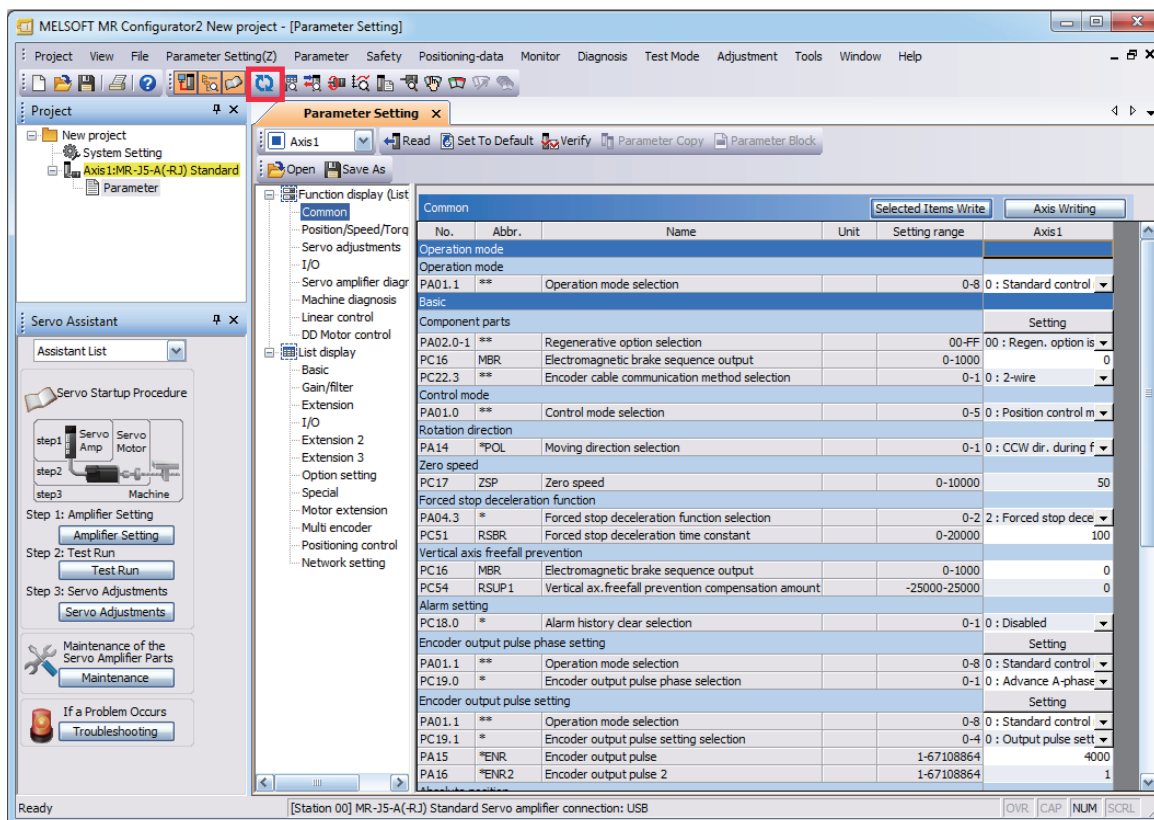 MELSOFT MR Configurator2 New project - [Parameter Setting]
Project View File Parameter Setting(Z) Parameter Safety Positioning-data Monitor Diagnosis Test Mode Adjustment Tools Window Help
Project
New project
System Setting
Axis1:MR-J5-A(-RJ) Standard
Parameter
Servo Assistant
Assistant List
Servo Startup Procedure
step1 Servo Amp Servo Motor
step2
step3 Machine
Step 1: Amplifier Setting
Amplifier Setting
Step 2: Test Run
Test Run
Step 3: Servo Adjustments
Servo Adjustments
Maintenance of the
Servo Amplifier Parts
Maintenance
If a Problem Occurs
Troubleshooting
Parameter Setting
Axis1 Read Set To Default Verify Parameter Copy Parameter Block
Open Save As
Function display (List
Common
Position/Speed/Torq
Servo adjustments
I/O
Servo amplifier diagr
Machine diagnosis
Linear control
DD Motor control
List display
Basic
Gain/filter
Extension
I/O
Extension 2
Extension 3
Option setting
Special
Motor extension
Multi encoder
Positioning control
Network setting
Common Selected Items Write Axis Writing
No. Abbr. Name Unit Setting range Axis1
Operation mode
Operation mode
PA01.1 ** Operation mode selection 0-8 0 : Standard control
Basic
Component parts Setting
PA02.0-1 ** Regenerative option selection 00-FF 00 : Regen. option is
PC16 MBR Electromagnetic brake sequence output 0-1000 0
PC22.3 ** Encoder cable communication method selection 0-1 0 : 2-wire
Control mode
PA01.0 ** Control mode selection 0-5 0 : Position control m
Rotation direction
PA14 *POL Moving direction selection 0-1 0 : CCW dir. during f
Zero speed
PC17 ZSP Zero speed 0-10000 50
Forced stop deceleration function
PA04.3 * Forced stop deceleration function selection 0-2 2 : Forced stop dece
PC51 RSBR Forced stop deceleration time constant 0-20000 100
Vertical axis freefall prevention
PC16 MBR Electromagnetic brake sequence output 0-1000 0
PC54 RSUP1 Vertical ax.freefall prevention compensation amount -25000-25000 0
Alarm setting
PC18.0 * Alarm history clear selection 0-1 0 : Disabled
Encoder output pulse phase setting Setting
PA01.1 ** Operation mode selection 0-8 0 : Standard control
PC19.0 * Encoder output pulse phase selection 0-1 0 : Advance A-phase
Encoder output pulse setting Setting
PA01.1 ** Operation mode selection 0-8 0 : Standard control
PC19.1 * Encoder output pulse setting selection 0-4 0 : Output pulse sett
PA15 *ENR Encoder output pulse 1-67108864 4000
PA16 *ENR2 Encoder output pulse 2 1-67108864 1
Ready [Station 00] MR-J5-A(-RJ) Standard Servo amplifier connection: USB OVR CAP NUM SCRL